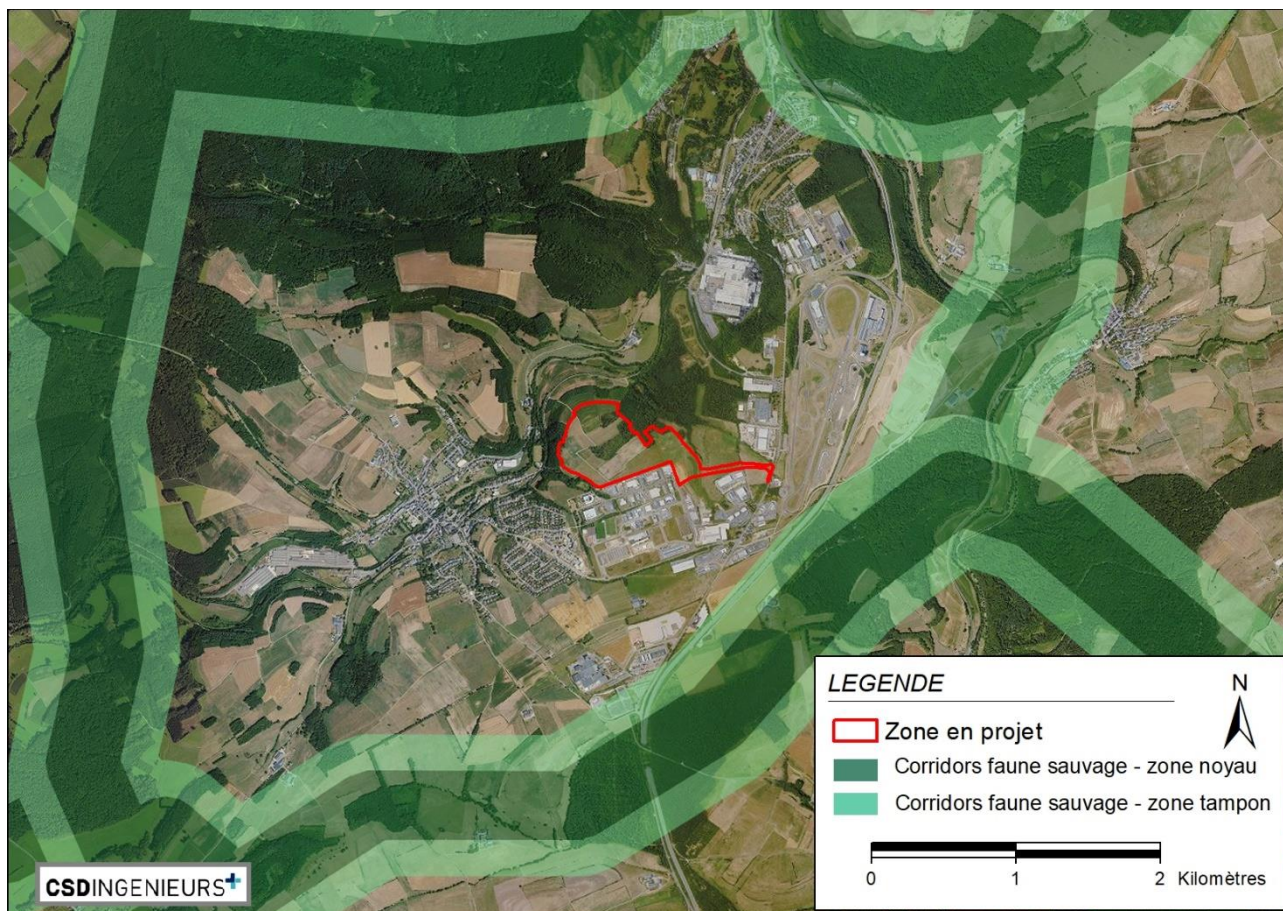 LEGENDE
N
Zone en projet
Corridors faune sauvage - zone noyau
Corridors faune sauvage - zone tampon
0 1 2 Kilomètres
CSDINGENIEURS+